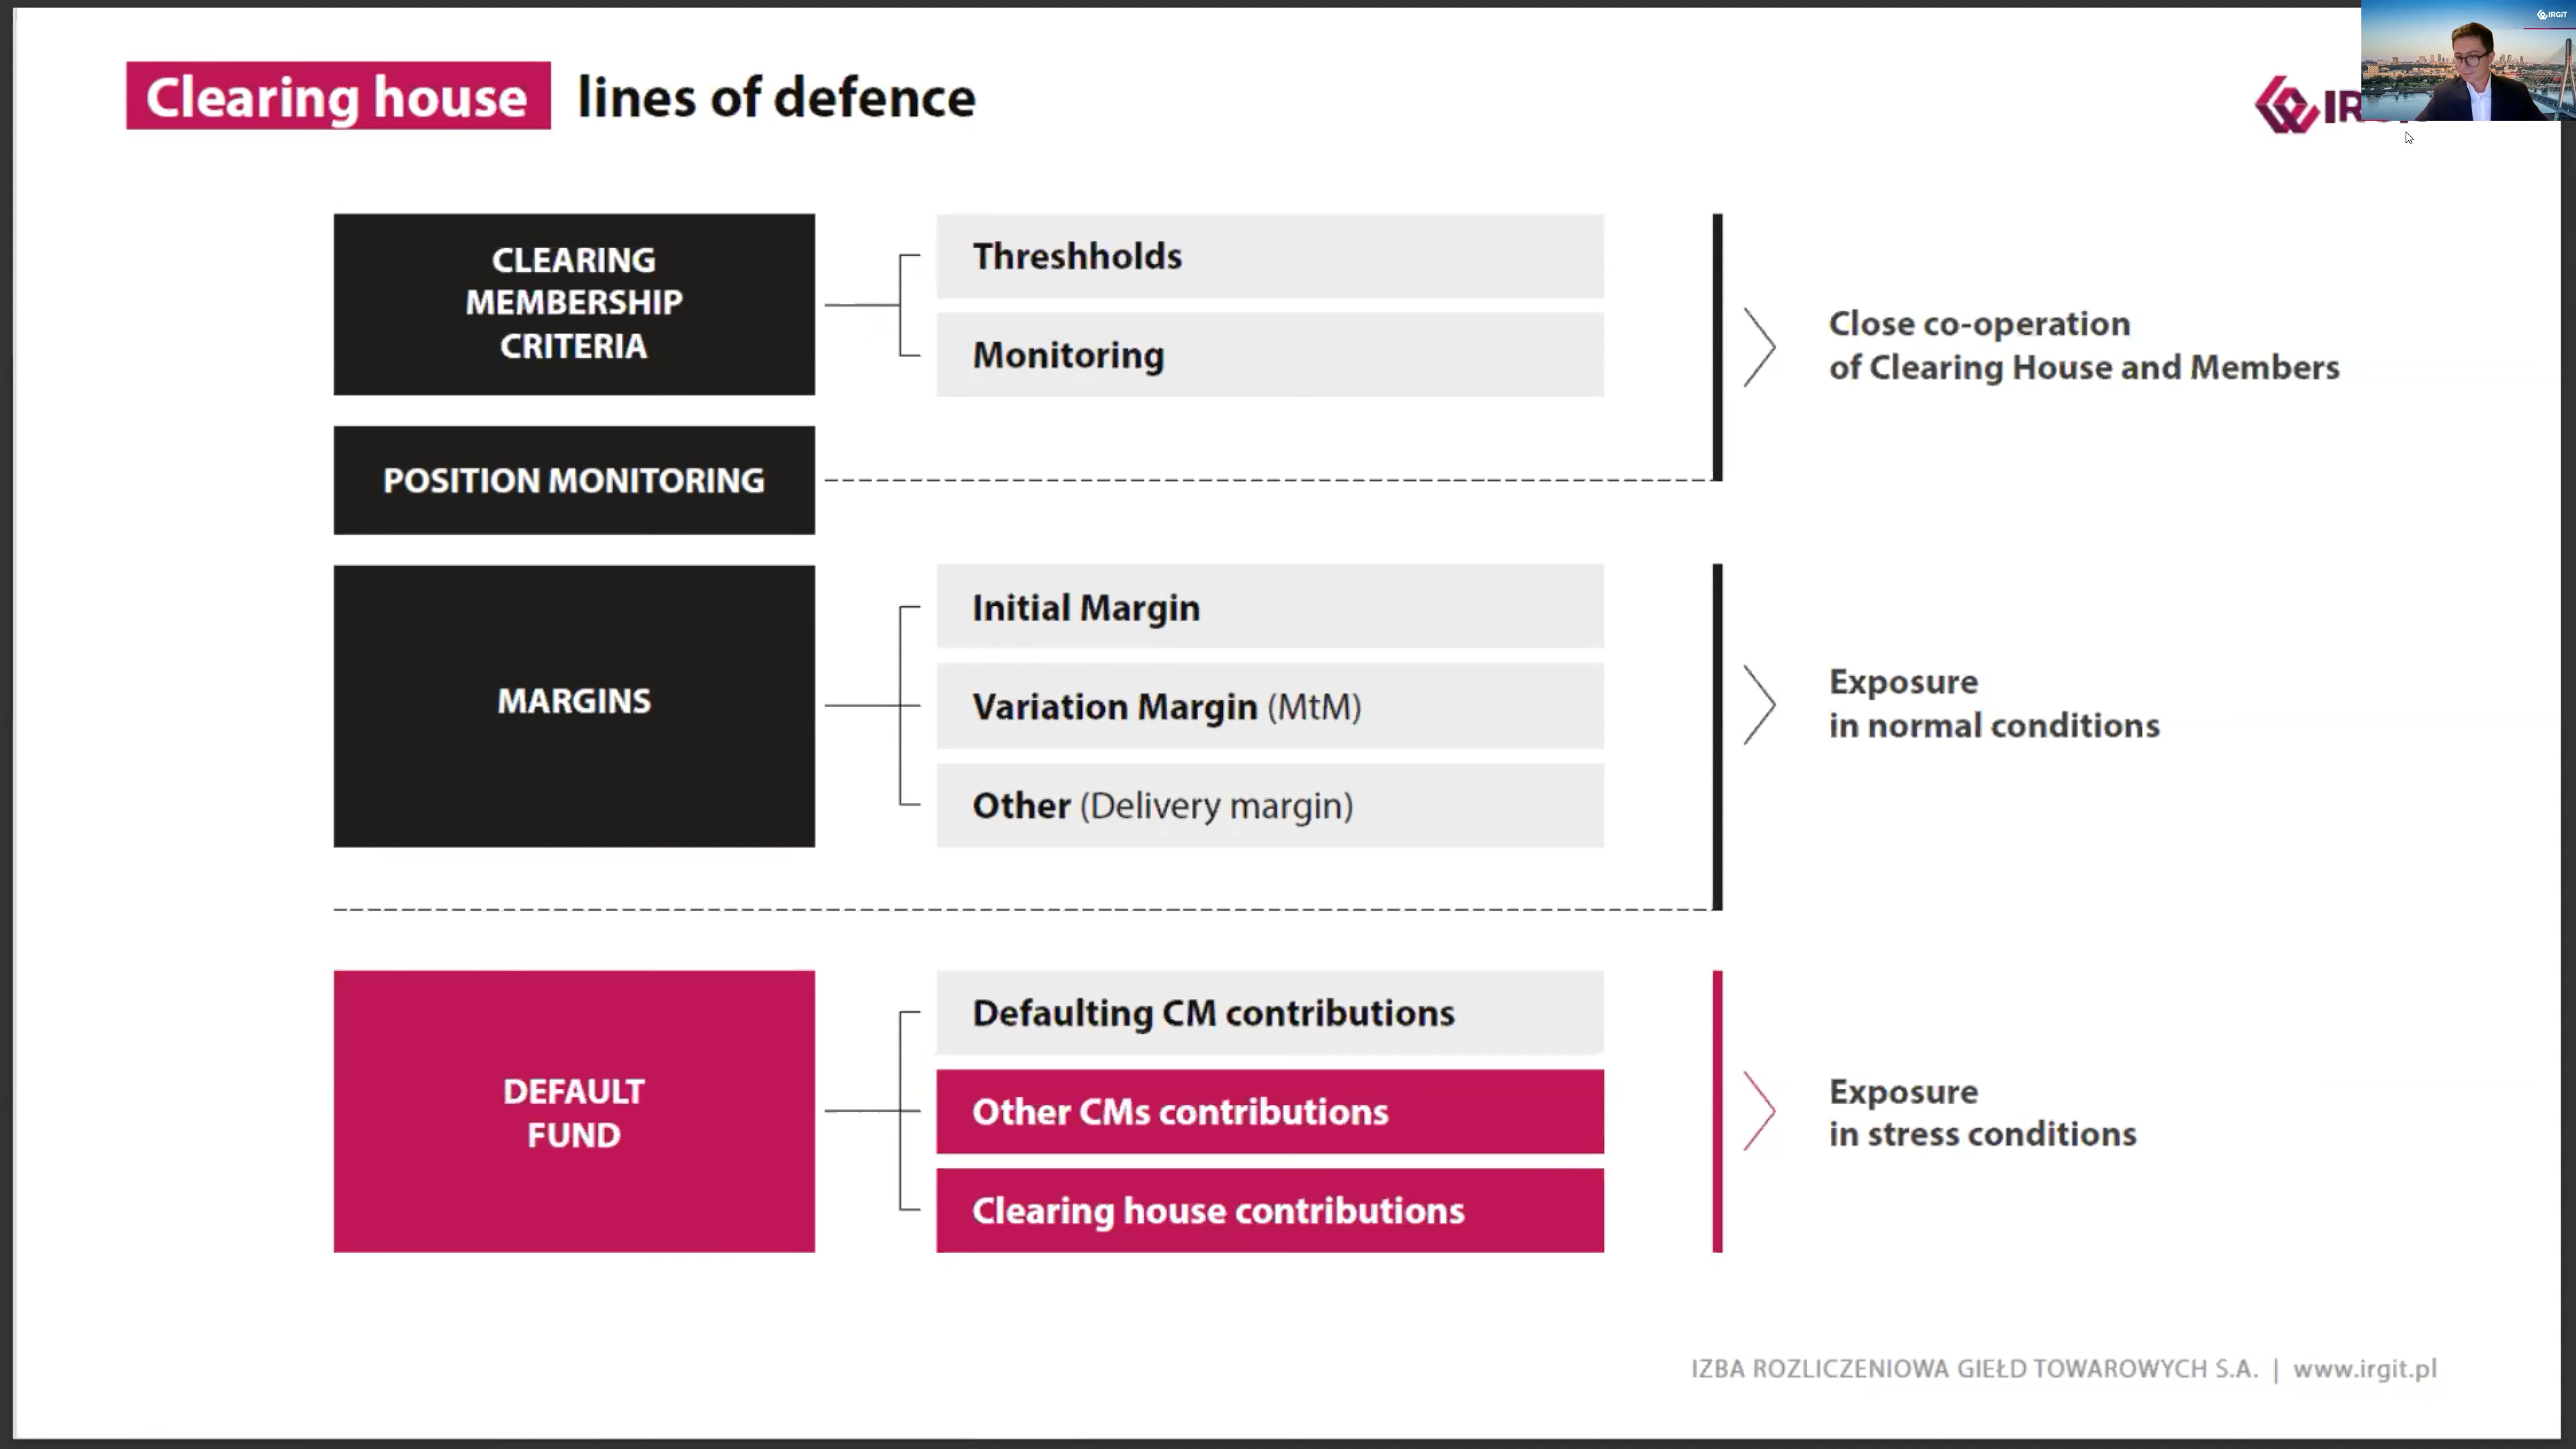 Clearing house lines of defence
IRGiT
CLEARING
MEMBERSHIP
CRITERIA
Threshholds
Monitoring
Close co-operation
of Clearing House and Members
POSITION MONITORING
MARGINS
Initial Margin
Variation Margin (MtM)
Other (Delivery margin)
Exposure
in normal conditions
DEFAULT
FUND
Defaulting CM contributions
Other CMs contributions
Clearing house contributions
Exposure
in stress conditions
IZBA ROZLICZENIOWA GIEŁD TOWAROWYCH S.A. | www.irgit.pl